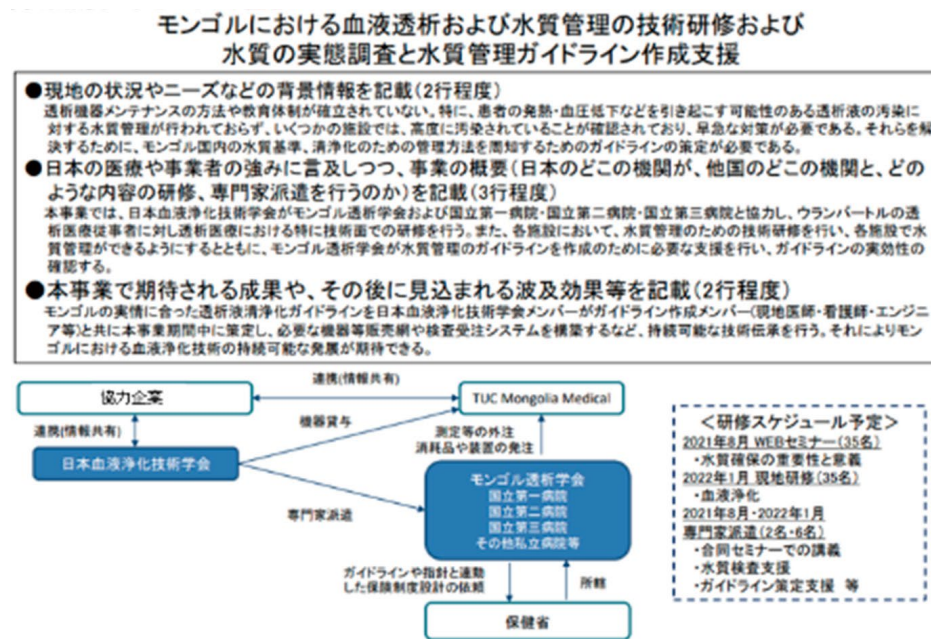 モンゴルにおける血液透析および水質管理の技術研修および
水質の実態調査と水質管理ガイドライン作成支援
●現地の状況やニーズなどの背景情報を記載(2行程度)
透析機器メンテナンスの方法や教育体制が確立されていない。特に、患者の発熱・血圧低下などを引き起こす可能性のある透析液の汚染に
対する水質管理が行われておらず、いくつかの施設では、高度に汚染されていることが確認されており、早急な対策が必要である。それらを解
決するために、モンゴル国内の水質基準、清浄化のための管理方法を周知するためのガイドラインの策定が必要である。
●日本の医療や事業者の強みに言及しつつ、事業の概要(日本のどこの機関が、他国のどこの機関と、ど
のような内容の研修、専門家派遣を行うのか)を記載(3行程度)
本事業では、日本血液浄化技術学会がモンゴル透析学会および国立第一病院・国立第二病院・国立第三病院と協力し、ウランバートルの透
析医療従事者に対し透析医療における特に技術面での研修を行う。また、各施設において、水質管理のための技術研修を行い、各施設で水
質管理ができるようにするとともに、モンゴル透析学会が水質管理のガイドラインを作成のために必要な支援を行い、ガイドラインの実効性の
確認する。
●本事業で期待される成果や、その後に見込まれる波及効果等を記載(2行程度)
モンゴルの実情に合った透析液清浄化ガイドラインを日本血液浄化技術学会メンバーがガイドライン作成メンバー(現地医師・看護師・エンジニ
ア等)と共に本事業期間中に策定し、必要な機器等販売網や検査受注システムを構築するなど、持続可能な技術伝承を行う。それによりモン
ゴルにおける血液浄化技術の持続可能な発展が期待できる。
協力企業
連携(情報共有)
TUC Mongolia Medical
連携(情報共有)
機器貸与
日本血液浄化技術学会
測定等の外注
消耗品や装置の発注
専門家派遣
モンゴル透析学会
国立第一病院
国立第二病院
国立第三病院
その他私立病院等
ガイドラインや指針と連動
した保険制度設計の依頼
所轄
保健省
＜研修スケジュール予定＞
2021年8月 WEBセミナー(35名)
・水質確保の重要性と意義
2022年1月 現地研修(35名)
・血液浄化
2021年8月・2022年1月
専門家派遣(2名・6名)
・合同セミナーでの講義
・水質検査支援
・ガイドライン策定支援 等